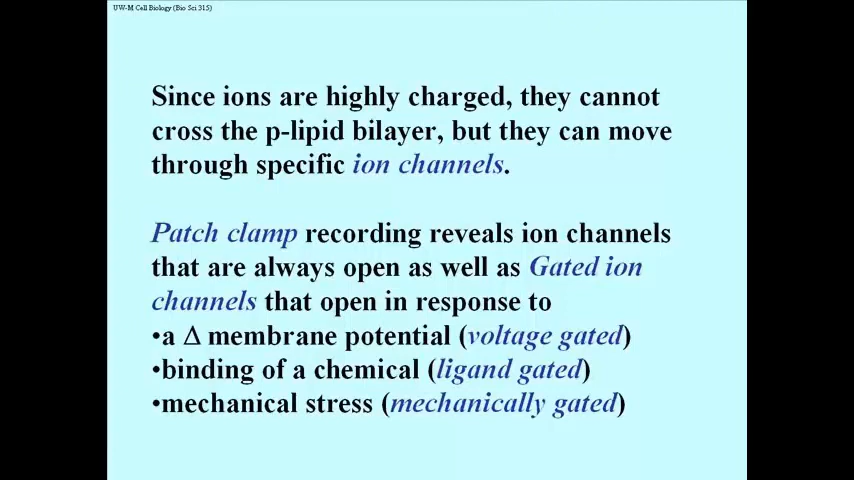 UW-M Cell Biology (Bio Sci 315)
Since ions are highly charged, they cannot
cross the p-lipid bilayer, but they can move
through specific ion channels.
Patch clamp recording reveals ion channels
that are always open as well as Gated ion
channels that open in response to
•a Δ membrane potential (voltage gated)
•binding of a chemical (ligand gated)
•mechanical stress (mechanically gated)